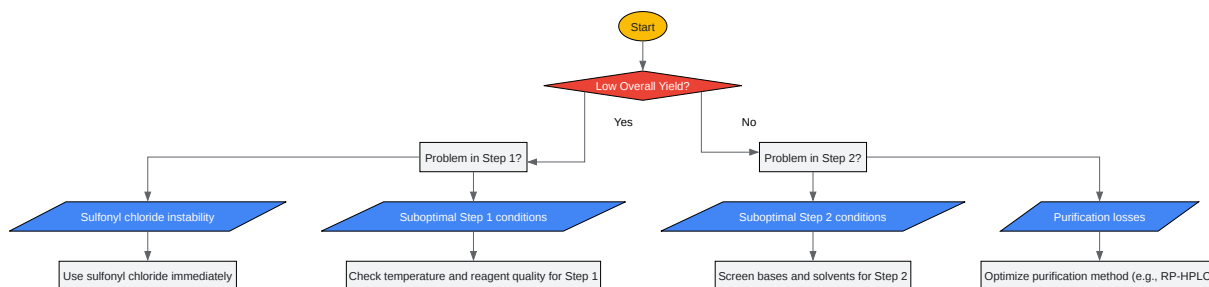 Start
Low Overall Yield?
Yes
No
Problem in Step 1?
Problem in Step 2?
Sulfonyl chloride instability
Suboptimal Step 1 conditions
Suboptimal Step 2 conditions
Purification losses
Use sulfonyl chloride immediately
Check temperature and reagent quality for Step 1
Screen bases and solvents for Step 2
Optimize purification method (e.g., RP-HPLC